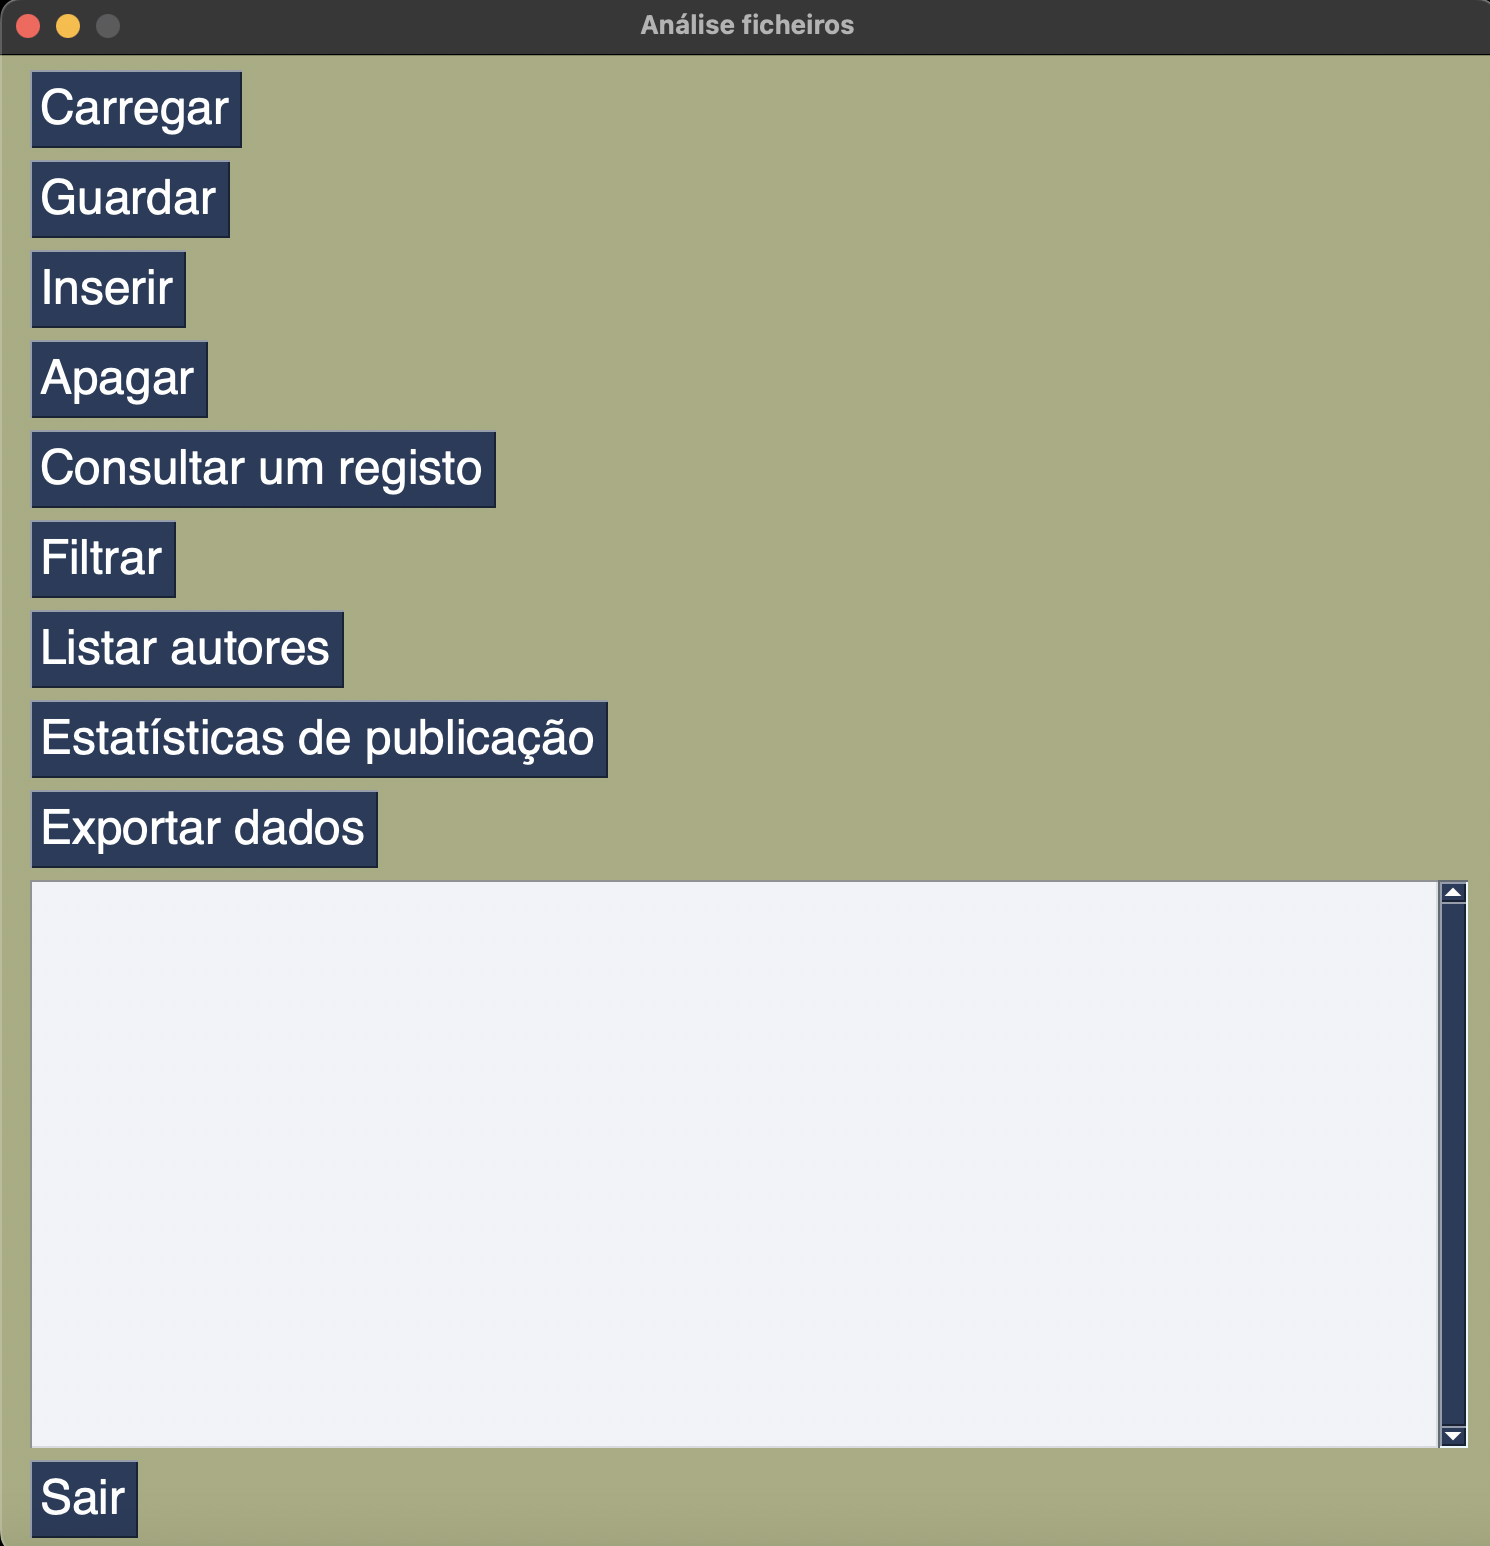 Análise ficheiros
Carregar
Guardar
Inserir
Apagar
Consultar um registo
Filtrar
Listar autores
Estatísticas de publicação
Exportar dados
Sair